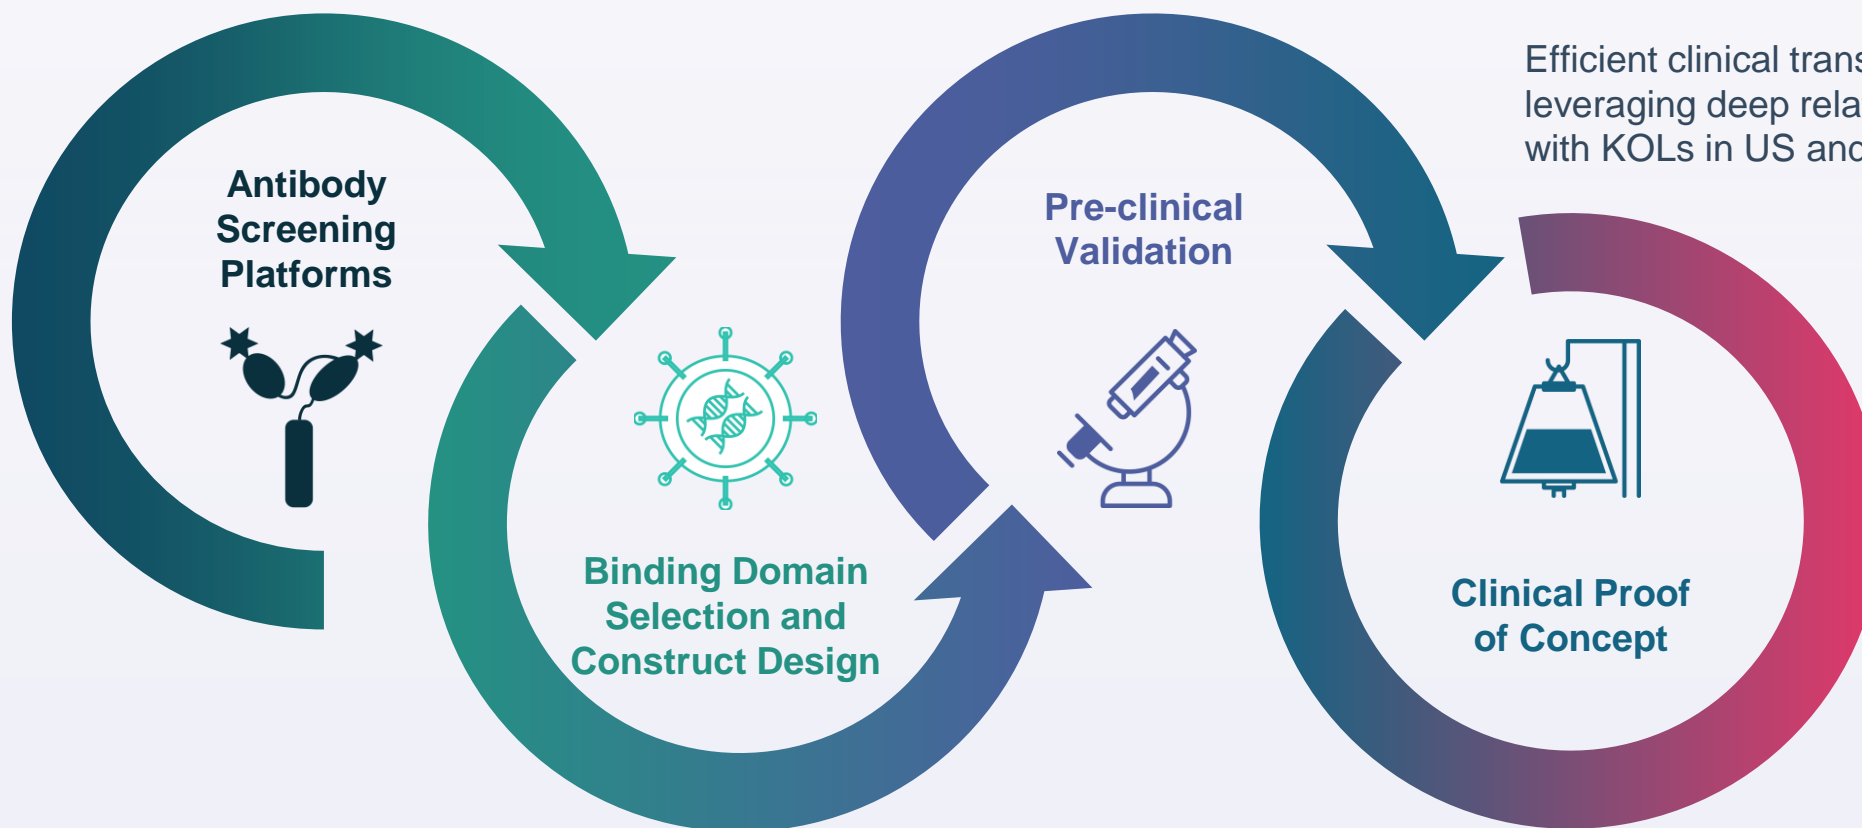 Antibody
Screening
Platforms
Binding Domain
Selection and
Construct Design
Pre-clinical
Validation
Efficient clinical
leveraging deep
with KOLs in US and
Clinical Proof
of Concept